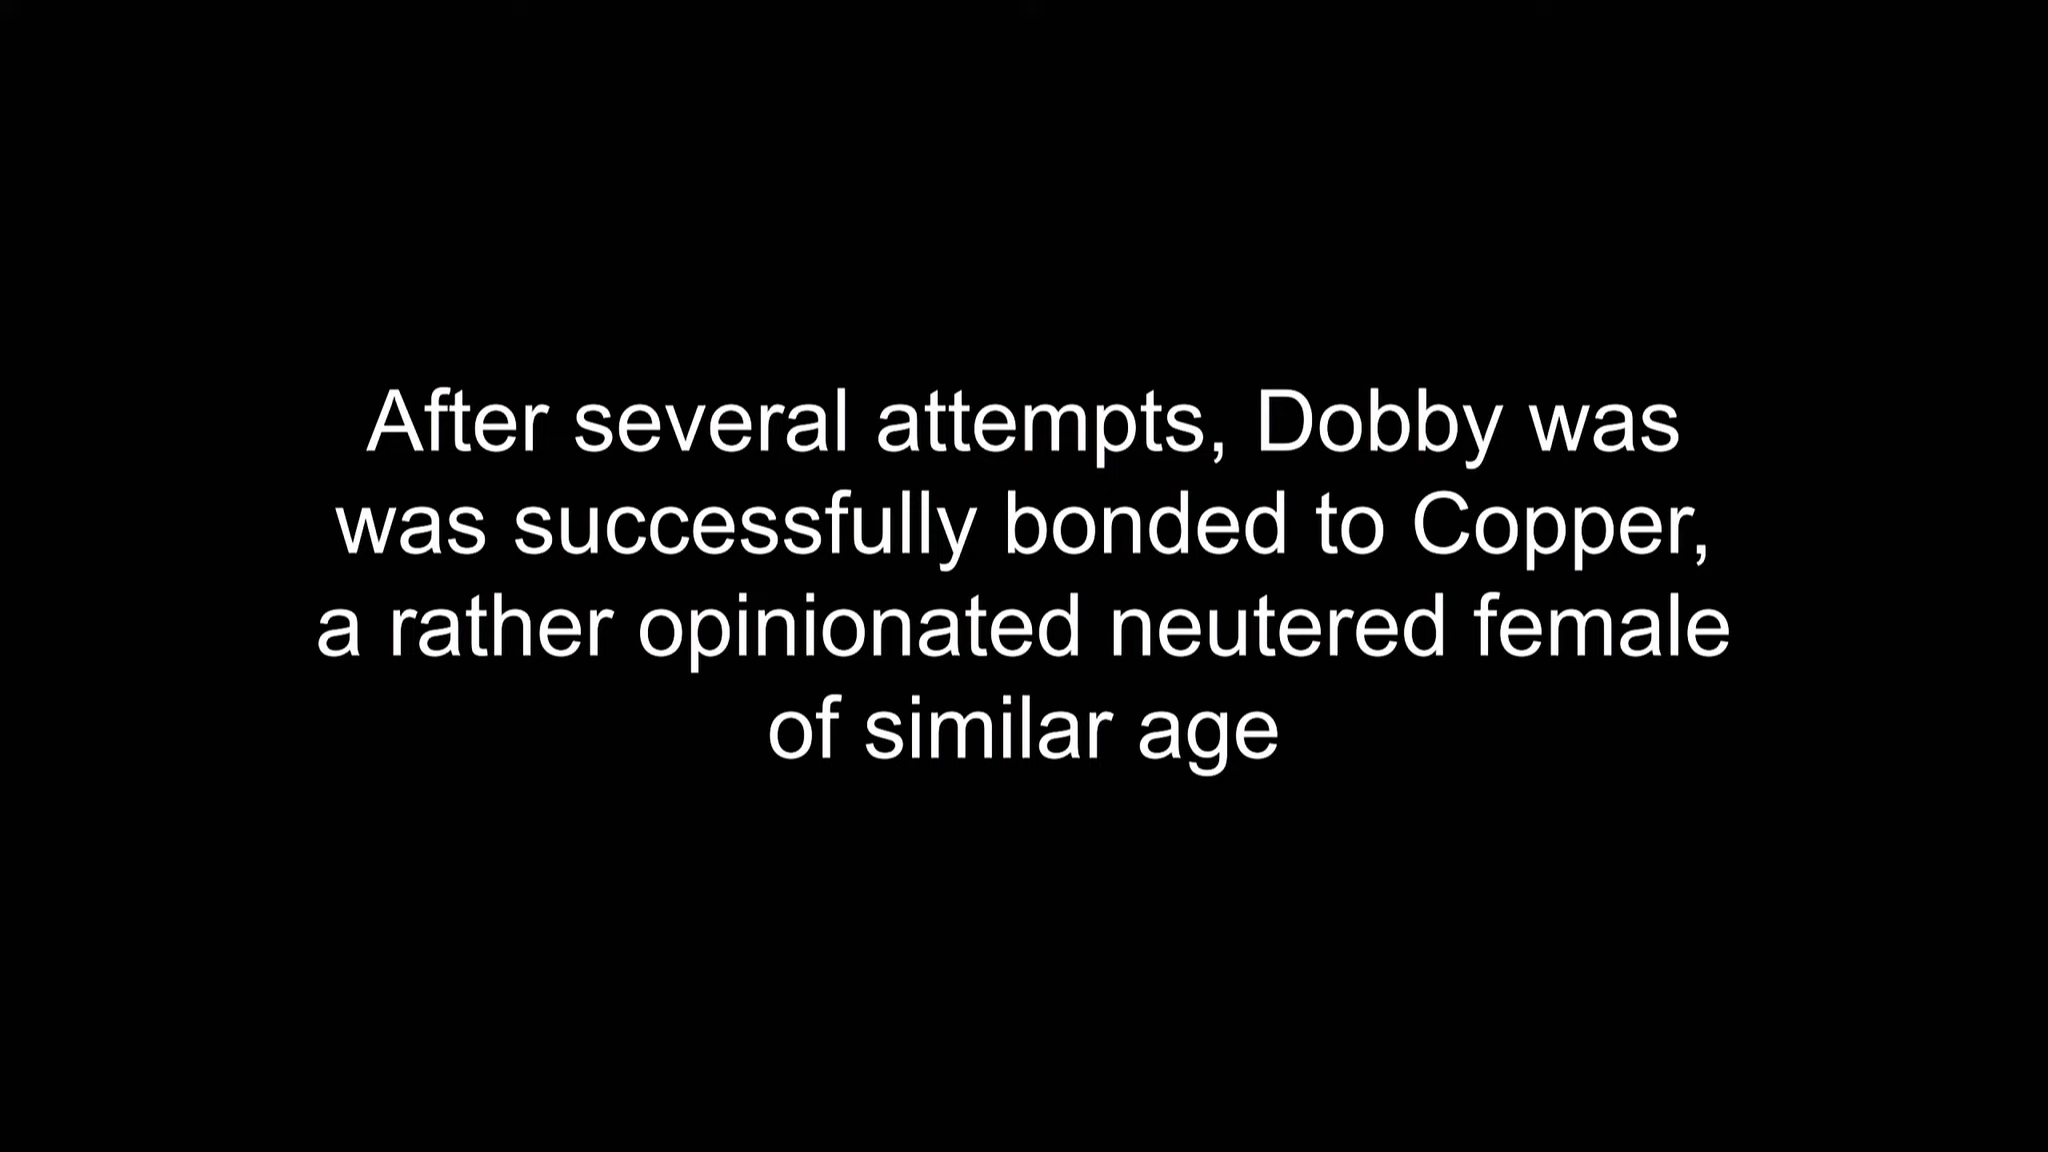 After several attempts, Dobby was
was successfully bonded to Copper,
a rather opinionated neutered female
of similar age